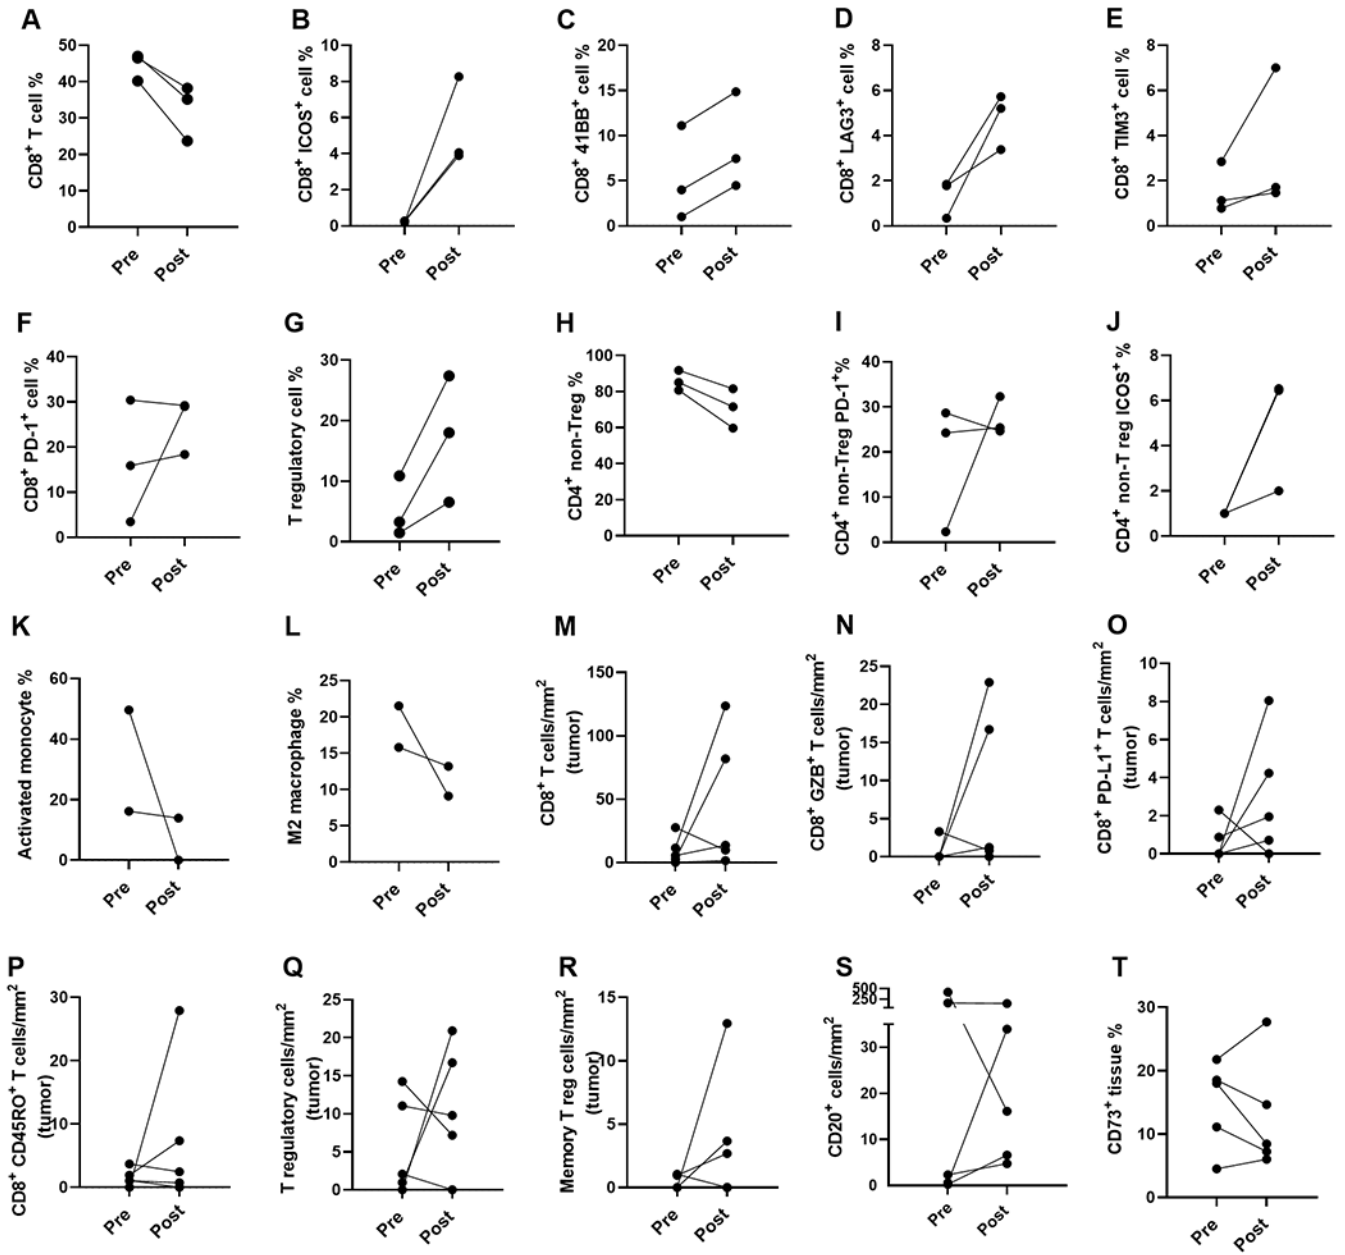 A
CD8+ T cell %
50
40
30
20
10
0
Pre
Post
B
CD8+ ICOS+ cell %
10
8
6
4
2
0
Pre
Post
C
CD8+ 41BB+ cell %
20
15
10
5
0
Pre
Post
D
CD8+ LAG3+ cell %
8
6
4
2
0
Pre
Post
E
CD8+ TIM3+ cell %
8
6
4
2
0
Pre
Post
F
CD8+ PD-1+ cell %
40
30
20
10
0
Pre
Post
G
T regulatory cell %
30
20
10
0
Pre
Post
H
CD4+ non-Treg %
100
80
60
40
20
0
Pre
Post
I
CD4+ non-Treg PD-1+%
40
30
20
10
0
Pre
Post
J
CD4+ non-T reg ICOS+ %
8
6
4
2
0
Pre
Post
K
Activated monocyte %
60
40
20
0
Pre
Post
L
M2 macrophage %
25
20
15
10
5
0
Pre
Post
M
CD8+ T cells/mm2
(tumor)
150
100
50
0
Pre
Post
N
CD8+ GZB+ T cells/mm2
(tumor)
25
20
15
10
5
0
Pre
Post
O
CD8+ PD-L1+ T cells/mm2
(tumor)
10
8
6
4
2
0
Pre
Post
P
CD8+ CD45RO+ T cells/mm2
(tumor)
30
20
10
0
Pre
Post
Q
T regulatory cells/mm2
(tumor)
25
20
15
10
5
0
Pre
Post
R
Memory T reg cells/mm2
(tumor)
15
10
5
0
Pre
Post
S
CD20+ cells/mm2
500
250
30
20
10
0
Pre
Post
T
CD73+ tissue %
30
20
10
0
Pre
Post